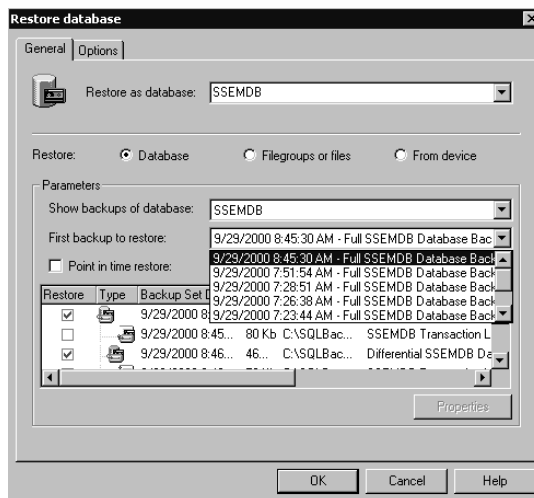 Restore database
General Options
Restore as database: SSEMDB
Restore: Database Filegroups or files From device
Parameters
Show backups of database: SSEMDB
First backup to restore: 9/29/2000 8:45:30 AM - Full SSEMDB Database Bac
Point in time restore: 9/29/2000 8:45:30 AM - Full SSEMDB Database Back
9/29/2000 7:51:54 AM - Full SSEMDB Database Back
9/29/2000 7:28:51 AM - Full SSEMDB Database Back
9/29/2000 7:26:38 AM - Full SSEMDB Database Back
9/29/2000 7:23:44 AM - Full SSEMDB Database Back
Restore Type Backup Set D
9/29/2000 8:
9/29/2000 8:45... 80 Kb C:\SQLBac... SSEMDB Transaction L
9/29/2000 8:46... 46... C:\SQLBac... Differential SSEMDB Da
Properties
OK Cancel Help